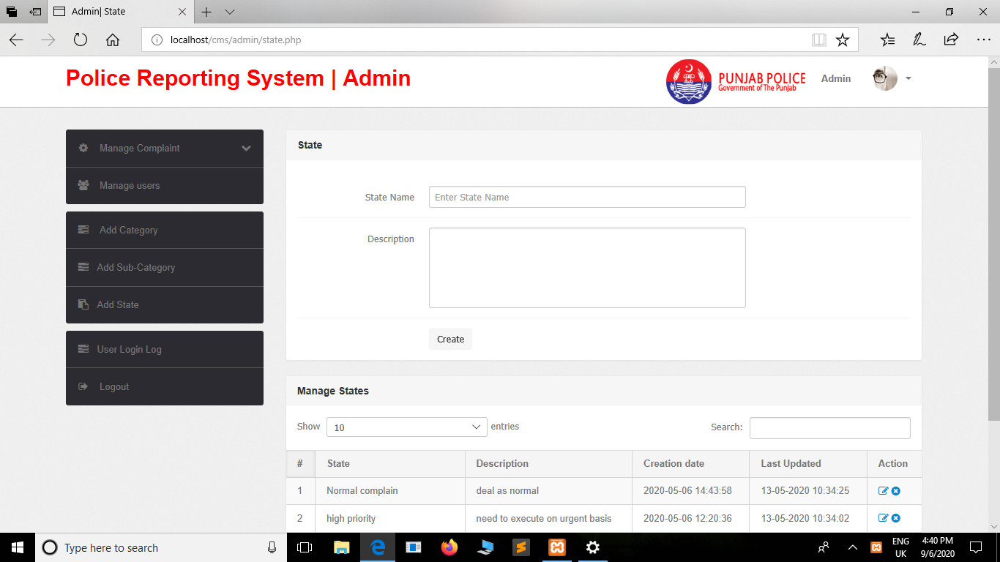 Admin| State
localhost/cms/admin/state.php
Police Reporting System | Admin
PUNJAB POLICE
Government of The Punjab
Admin
Manage Complaint
Manage users
Add Category
Add Sub-Category
Add State
User Login Log
Logout
State
State Name
Enter State Name
Description
Create
Manage States
Show 10 entries
Search:
# State Description Creation date Last Updated Action
1 Normal complain deal as normal 2020-05-06 14:43:58 13-05-2020 10:34:25
2 high priority need to execute on urgent basis 2020-05-06 12:20:36 13-05-2020 10:34:02
Type here to search
ENG
UK
4:40 PM
9/6/2020